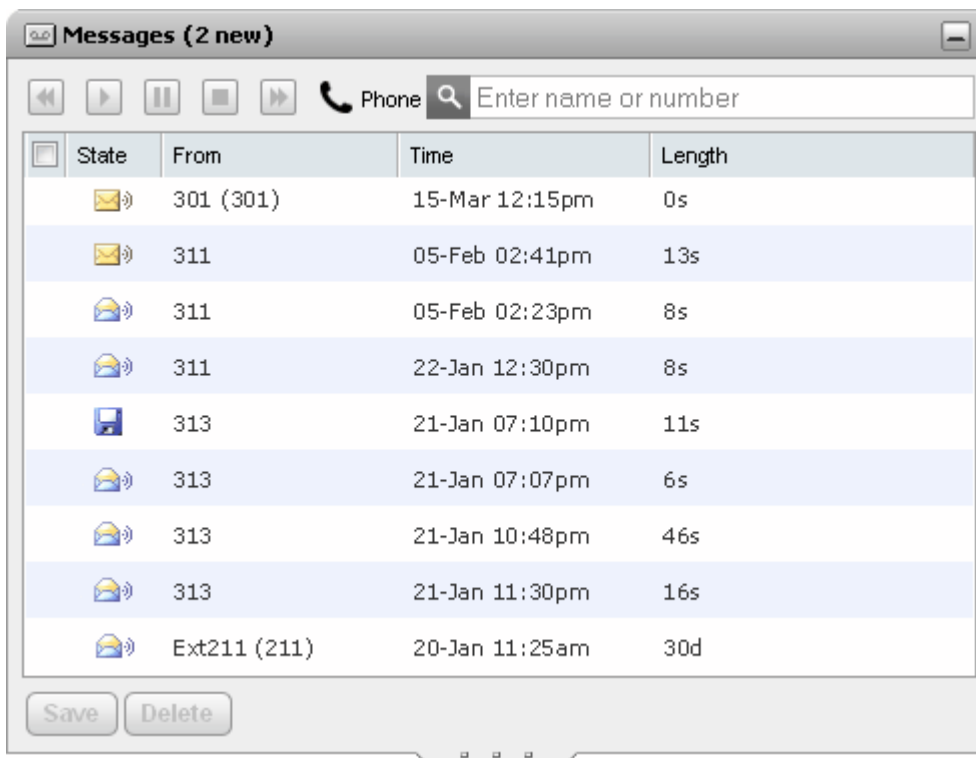 Messages (2 new)
Phone Enter name or number
State From Time Length
301 (301) 15-Mar 12:15pm 0s
311 05-Feb 02:41pm 13s
311 05-Feb 02:23pm 8s
311 22-Jan 12:30pm 8s
313 21-Jan 07:10pm 11s
313 21-Jan 07:07pm 6s
313 21-Jan 10:48pm 46s
313 21-Jan 11:30pm 16s
Ext211 (211) 20-Jan 11:25am 30d
Save Delete